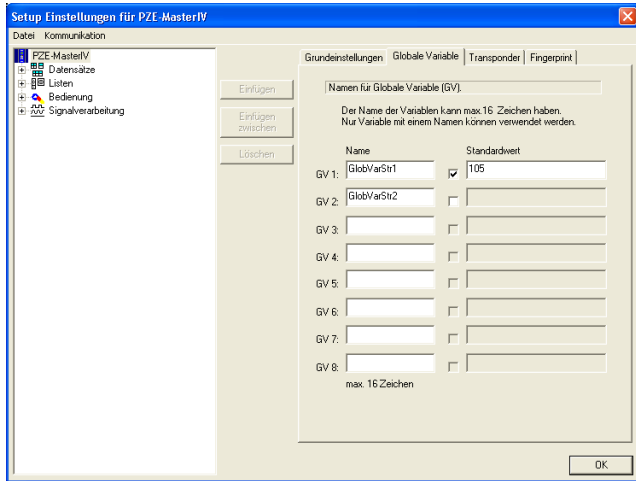 Setup Einstellungen für PZE-MasterIV
Datei Kommunikation
PZE-MasterIV
Datensätze
Listen
Bedienung
Signalverarbeitung
Einfügen
Einfügen
zwischen
Löschen
Grundeinstellungen Globale Variable Transponder Fingerprint
Namen für Globale Variable (GV).
Der Name der Variablen kann max.16 Zeichen haben.
Nur Variable mit einem Namen können verwendet werden.
Name Standardwert
GV 1: GlobVarStr1 105
GV 2: GlobVarStr2
GV 3:
GV 4:
GV 5:
GV 6:
GV 7:
GV 8:
max. 16 Zeichen
OK